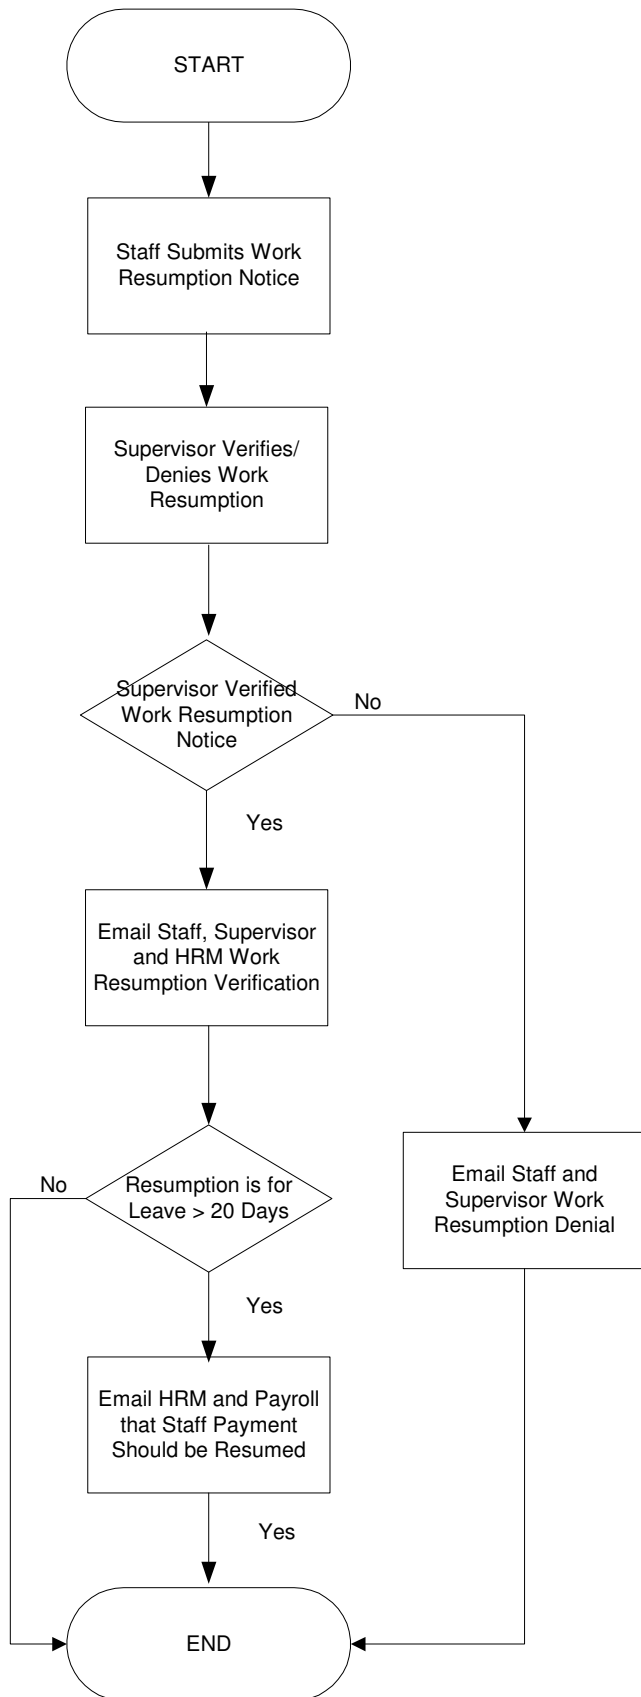 START
Staff Submits Work
Resumption Notice
Supervisor Verifies/
Denies Work
Resumption
Supervisor Verified
Work Resumption
Notice
No
Yes
Email Staff, Supervisor
and HRM Work
Resumption Verification
No
Resumption is for
Leave > 20 Days
Email Staff and
Supervisor Work
Resumption Denial
Yes
Email HRM and Payroll
that Staff Payment
Should be Resumed
Yes
END